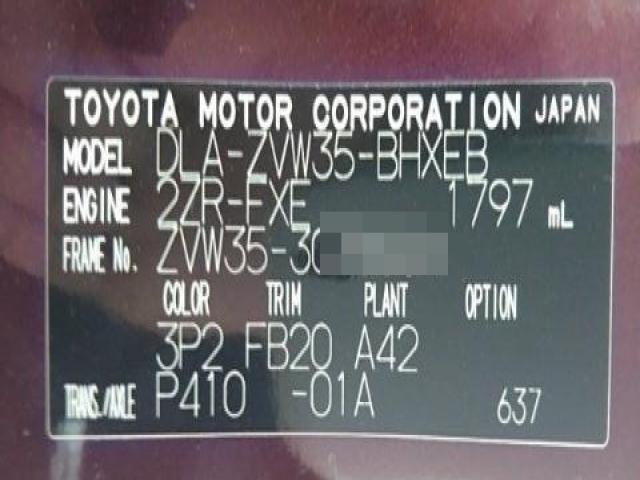 TOYOTA MOTOR CORPORATION JAPAN
MODEL DLA-ZVW35-BHXEB
ENGINE 2ZR-FXE 1797 mL
FRAME No. ZVW35-30
COLOR TRIM PLANT OPTION
3P2 FB20 A42
TRANS./AXLE P410 -01A 637